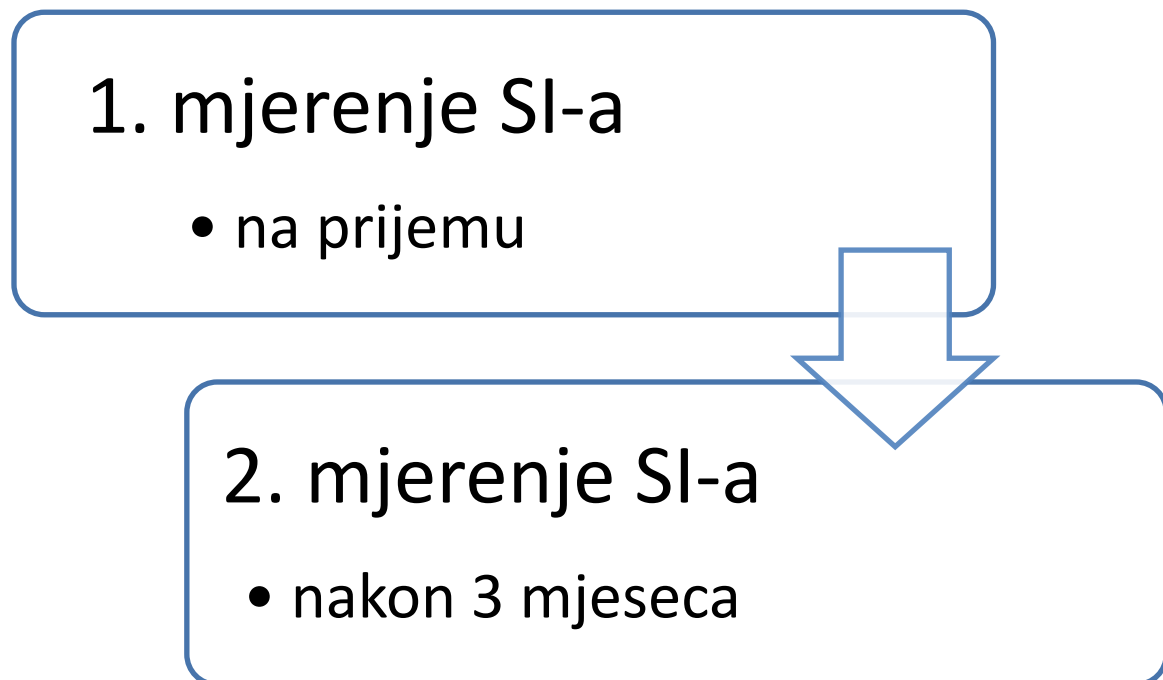 1. mjerenje SI-a
• na prijemu
2. mjerenje SI-a
• nakon 3 mjeseca